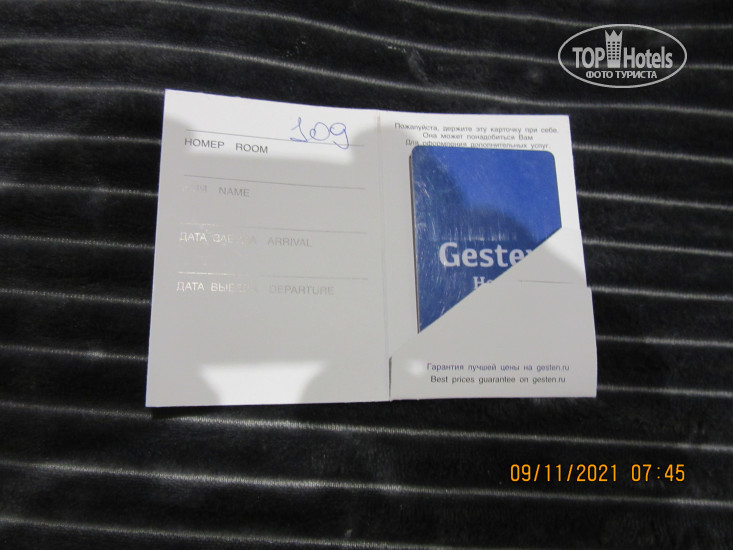 TOP Hotels
ФОТО ТУРИСТА
109
НОМЕР ROOM
NAME
ДАТА ARRIVAL
ДАТА DEPARTURE
Пожалуйста, держите эту карточку при себе.
Она может понадобиться Вам
Для оформления дополнительных услуг.
Gesten
Гарантия лучшей цены на gesten.ru
Best prices guarantee on gesten.ru
09/11/2021 07:45